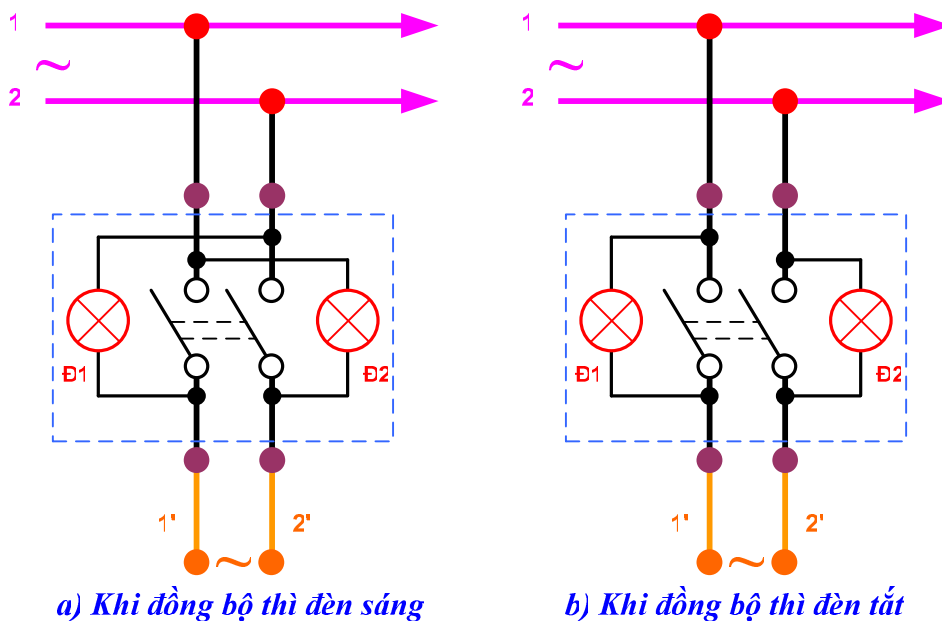 1 1
~ ~
2 2
Đ1 Đ2 Đ1 Đ2
1' 2' 1' 2'
~ ~
a) Khi đồng bộ thì đèn sáng
b) Khi đồng bộ thì đèn tắt